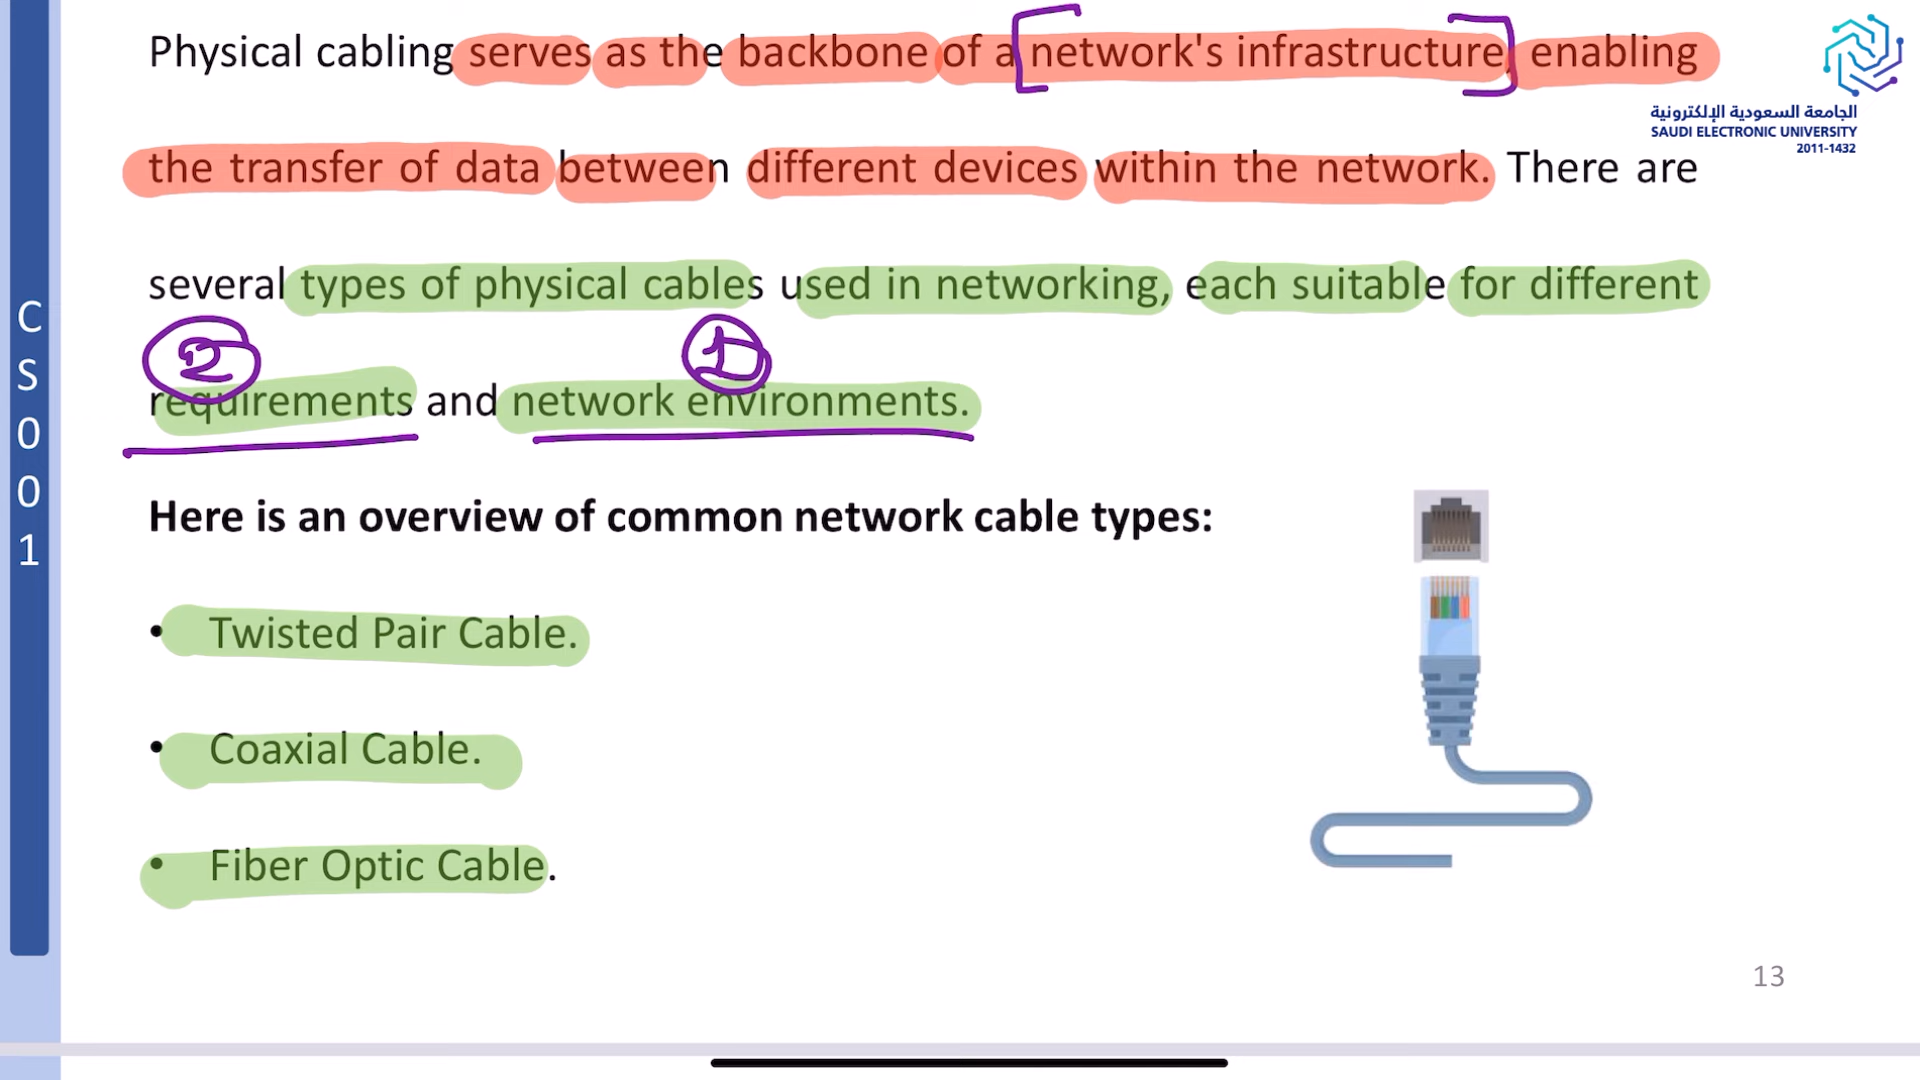 Physical cabling serves as the backbone of a network's infrastructure, enabling
the transfer of data between different devices within the network. There are
several types of physical cables used in networking, each suitable for different
2 1
requirements and network environments.
Here is an overview of common network cable types:
• Twisted Pair Cable.
• Coaxial Cable.
• Fiber Optic Cable.
الجامعة السعودية الإلكترونية
SAUDI ELECTRONIC UNIVERSITY
2011-1432
C
S
0
0
1
13